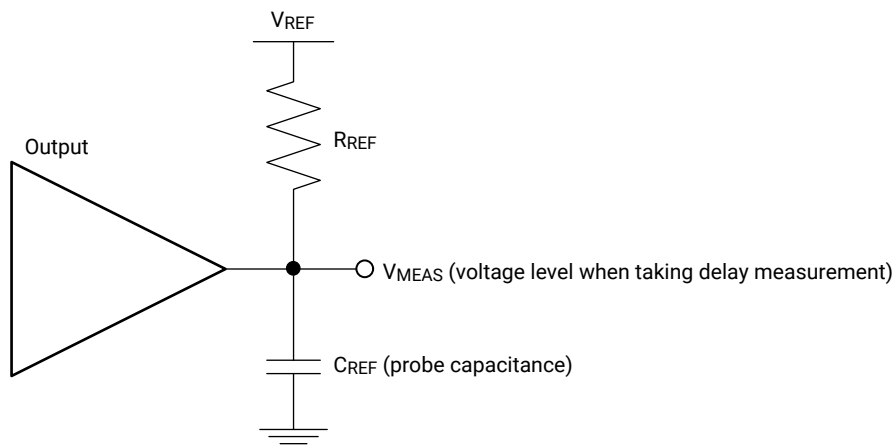 VREF
RREF
Output
VMEAS (voltage level when taking delay measurement)
CREF (probe capacitance)